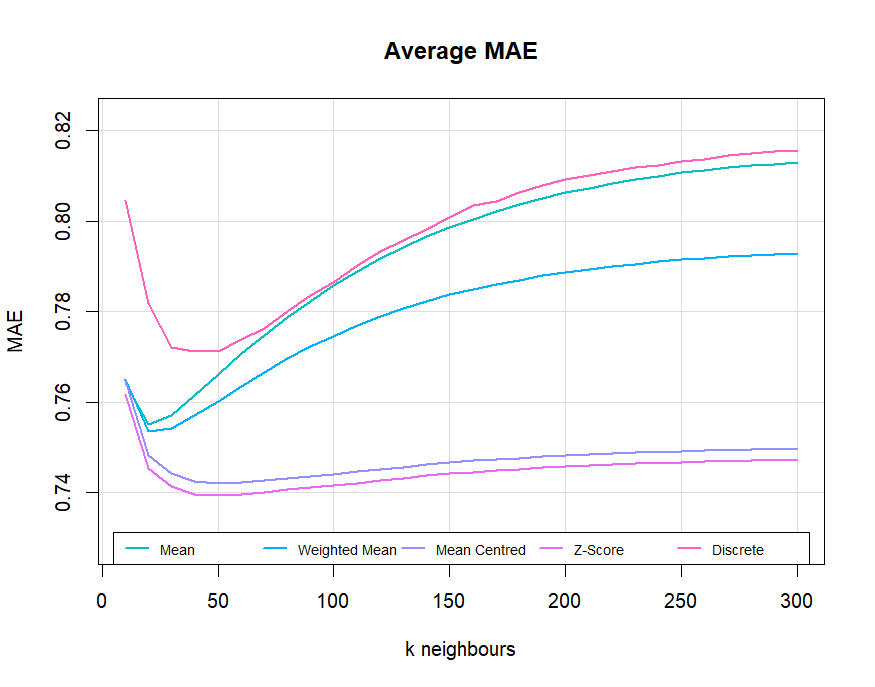 Average MAE
MAE
0.82
0.80
0.78
0.76
0.74
Mean Weighted Mean Mean Centred Z-Score Discrete
0 50 100 150 200 250 300
k neighbours